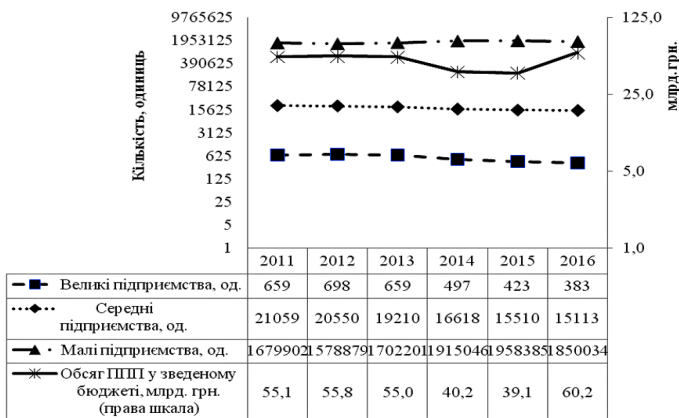 9765625
1953125
390625
78125
15625
3125
625
125
25
5
1
Кількість, одиниць
125,0
25,0
5,0
1,0
млрд. грн.
2011 2012 2013 2014 2015 2016
Великі підприємства, од. 659 698 659 497 423 383
Середні
підприємства, од. 21059 20550 19210 16618 15510 15113
Малі підприємства, од. 1679902 1578879 1702201 1915046 1958385 1850034
Обсяг ППП у зведеному
бюджеті, млрд. грн. 55,1 55,8 55,0 40,2 39,1 60,2
(права шкала)